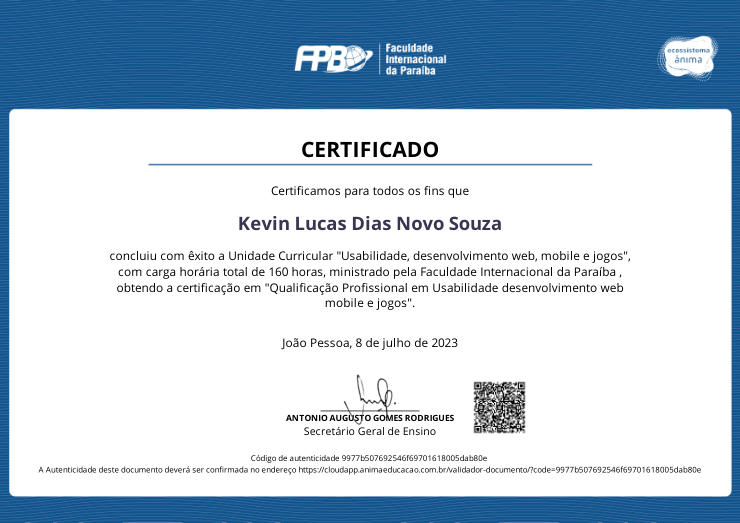 FPB
Faculdade
Internacional
da Paraíba
ecossistema
ânima
CERTIFICADO
Certificamos para todos os fins que
Kevin Lucas Dias Novo Souza
concluiu com êxito a Unidade Curricular "Usabilidade, desenvolvimento web, mobile e jogos",
com carga horária total de 160 horas, ministrado pela Faculdade Internacional da Paraíba ,
obtendo a certificação em "Qualificação Profissional em Usabilidade desenvolvimento web
mobile e jogos".
João Pessoa, 8 de julho de 2023
ANTONIO AUGUSTO GOMES RODRIGUES
Secretário Geral de Ensino
Código de autenticidade 9977b507692546f69701618005dab80e
A Autenticidade deste documento deverá ser confirmada no endereço https://cloudapp.animaeducacao.com.br/validador-documento/?code=9977b507692546f69701618005dab80e